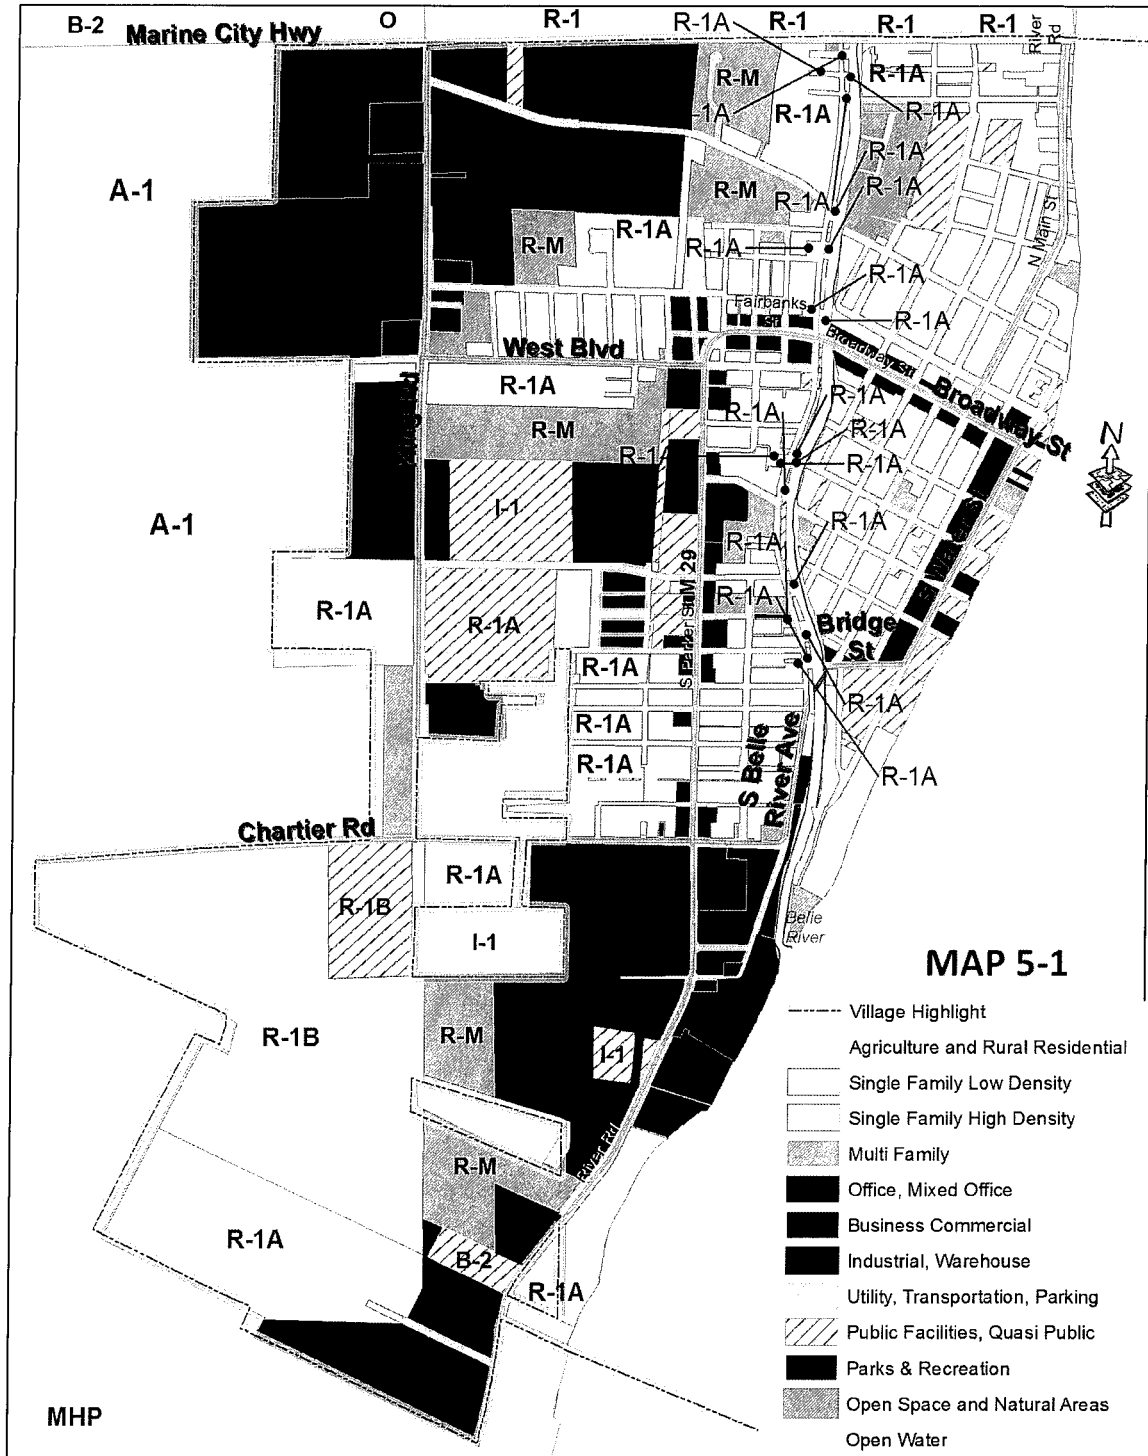 B-2
O
R-1
R-1A
R-1
R-1
R-1
River
Rd
Marine City Hwy
R-M
R-1A
-1A
R-1A
R-1A
A-1
R-M
R-1A
R-1A
R-1A
R-M
R-1A
R-1A
N Main St
R-1A
Fairbanks
St
R-1A
West Blvd
Broadway St
Broadway St
R-1A
R-1A
R-1A
R-M
R-1A
R-1A
R-1A
N
I-1
A-1
R-1A
R-1A
S Parker St
M 29
S Water St
R-1A
R-1A
R-1A
Bridge
St
R-1A
R-1A
R-1A
R-1A
S Belle
River Ave
R-1A
Chartier Rd
R-1A
R-1B
I-1
Belle
River
MAP 5-1
R-1B
R-M
I-1
River Rd
R-M
R-1A
B-2
R-1A
MHP
Village Highlight
Agriculture and Rural Residential
Single Family Low Density
Single Family High Density
Multi Family
Office, Mixed Office
Business Commercial
Industrial, Warehouse
Utility, Transportation, Parking
Public Facilities, Quasi Public
Parks & Recreation
Open Space and Natural Areas
Open Water